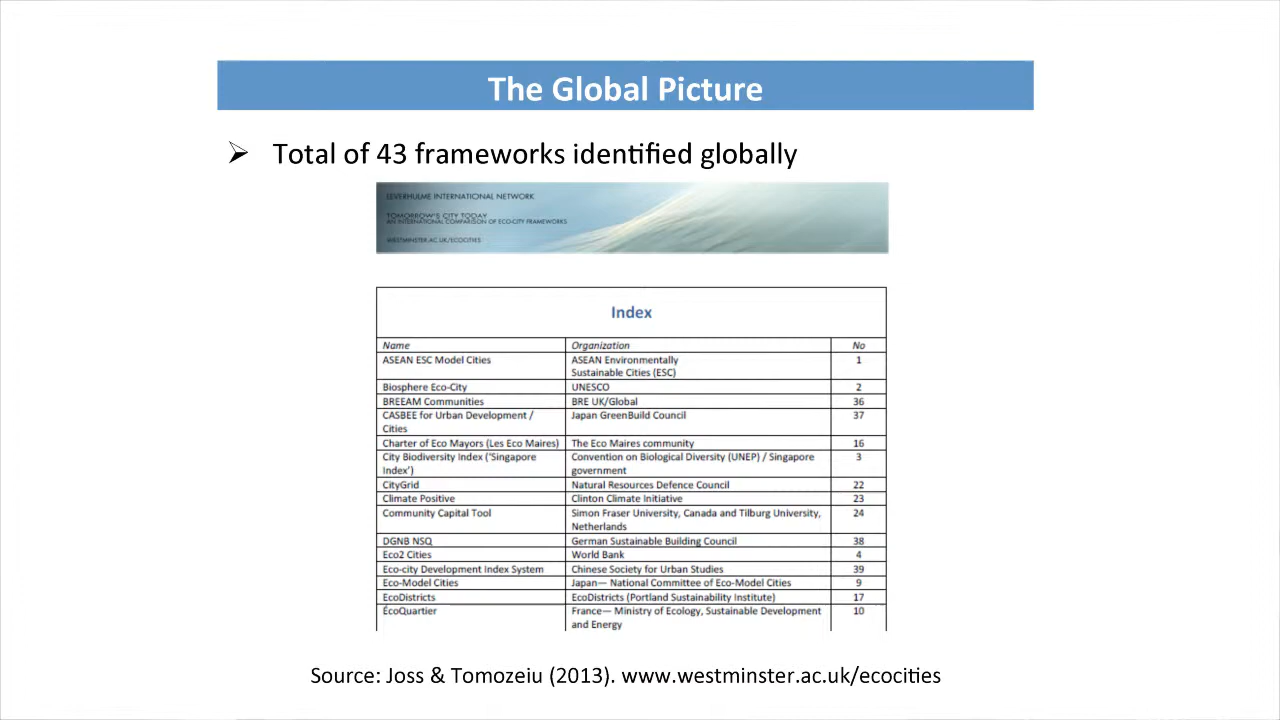 The Global Picture
➢ Total of 43 frameworks identified globally
LEVERHULME INTERNATIONAL NETWORK
TOMORROW'S CITY TODAY
AN INTERNATIONAL COMPARISON OF ECO-CITY FRAMEWORKS
WESTMINSTER.AC.UK/ECOCITIES
Index
Name Organization No
ASEAN ESC Model Cities ASEAN Environmentally 1
Sustainable Cities (ESC)
Biosphere Eco-City UNESCO 2
BREEAM Communities BRE UK/Global 36
CASBEE for Urban Development / Japan GreenBuild Council 37
Cities
Charter of Eco Mayors (Les Eco Maires) The Eco Maires community 16
City Biodiversity Index ('Singapore Convention on Biological Diversity (UNEP) / Singapore 3
Index') government
CityGrid Natural Resources Defence Council 22
Climate Positive Clinton Climate Initiative 23
Community Capital Tool Simon Fraser University, Canada and Tilburg University, 24
Netherlands
DGNB NSQ German Sustainable Building Council 38
Eco2 Cities World Bank 4
Eco-city Development Index System Chinese Society for Urban Studies 39
Eco-Model Cities Japan— National Committee of Eco-Model Cities 9
EcoDistricts EcoDistricts (Portland Sustainability Institute) 17
ÉcoQuartier France— Ministry of Ecology, Sustainable Development 10
and Energy
Source: Joss & Tomozeiu (2013). www.westminster.ac.uk/ecocities